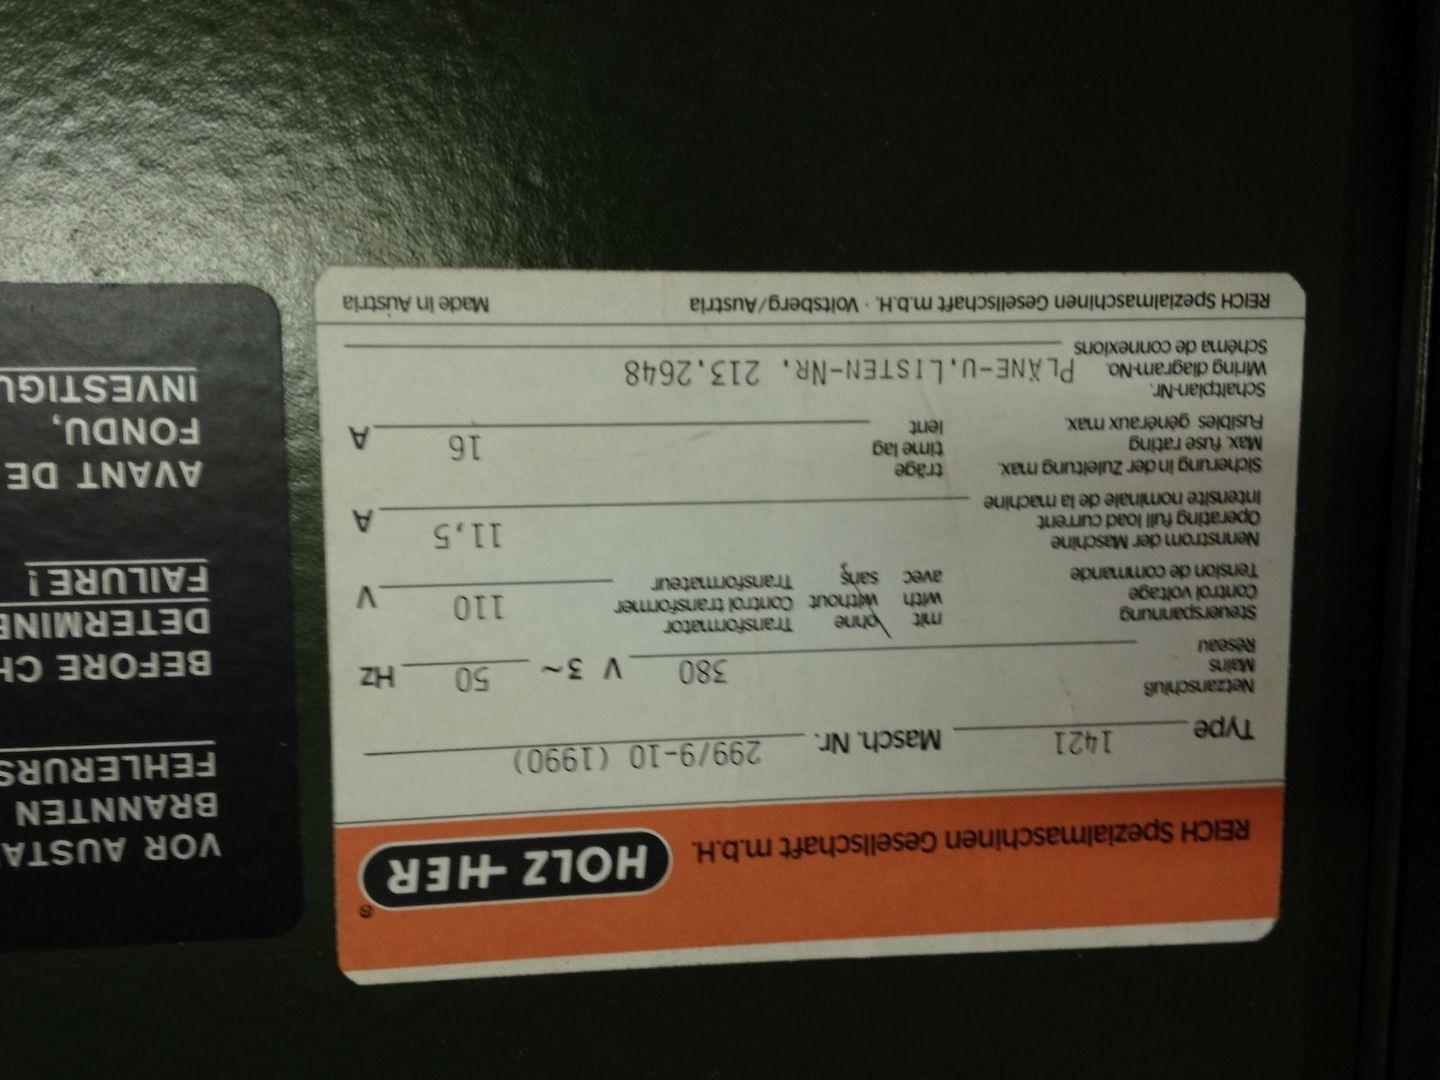 REICH Spezialmaschinen Gesellschaft m.b.H. HOLZ-HER ®
Type 1421 Masch. Nr. 299/9-10 (1990)
Netzanschluß
Mains 380 V 3~ 50 Hz
Réseau
Steuerspannung mit ohne Transformator
Control voltage with without Control transformer 110 V
Tension de commande avec sans Transformateur
Nennstrom der Maschine
Operating full load current 11,5 A
Intensité nominale de la machine
Sicherung in der Zuleitung max. träge
Max. fuse rating time lag 16 A
Fusibles généraux max. lent
Schaltplan-Nr.
Wiring diagram-No. PLÄNE-U.LISTEN-NR. 213.2648
Schéma de connexions
REICH Spezialmaschinen Gesellschaft m.b.H. · Voitsberg/Austria Made in Austria
VOR AUSTA
BRANNTEN
FEHLERURS
BEFORE CH
DETERMINE
FAILURE!
AVANT DE
FONDU,
INVESTIGU